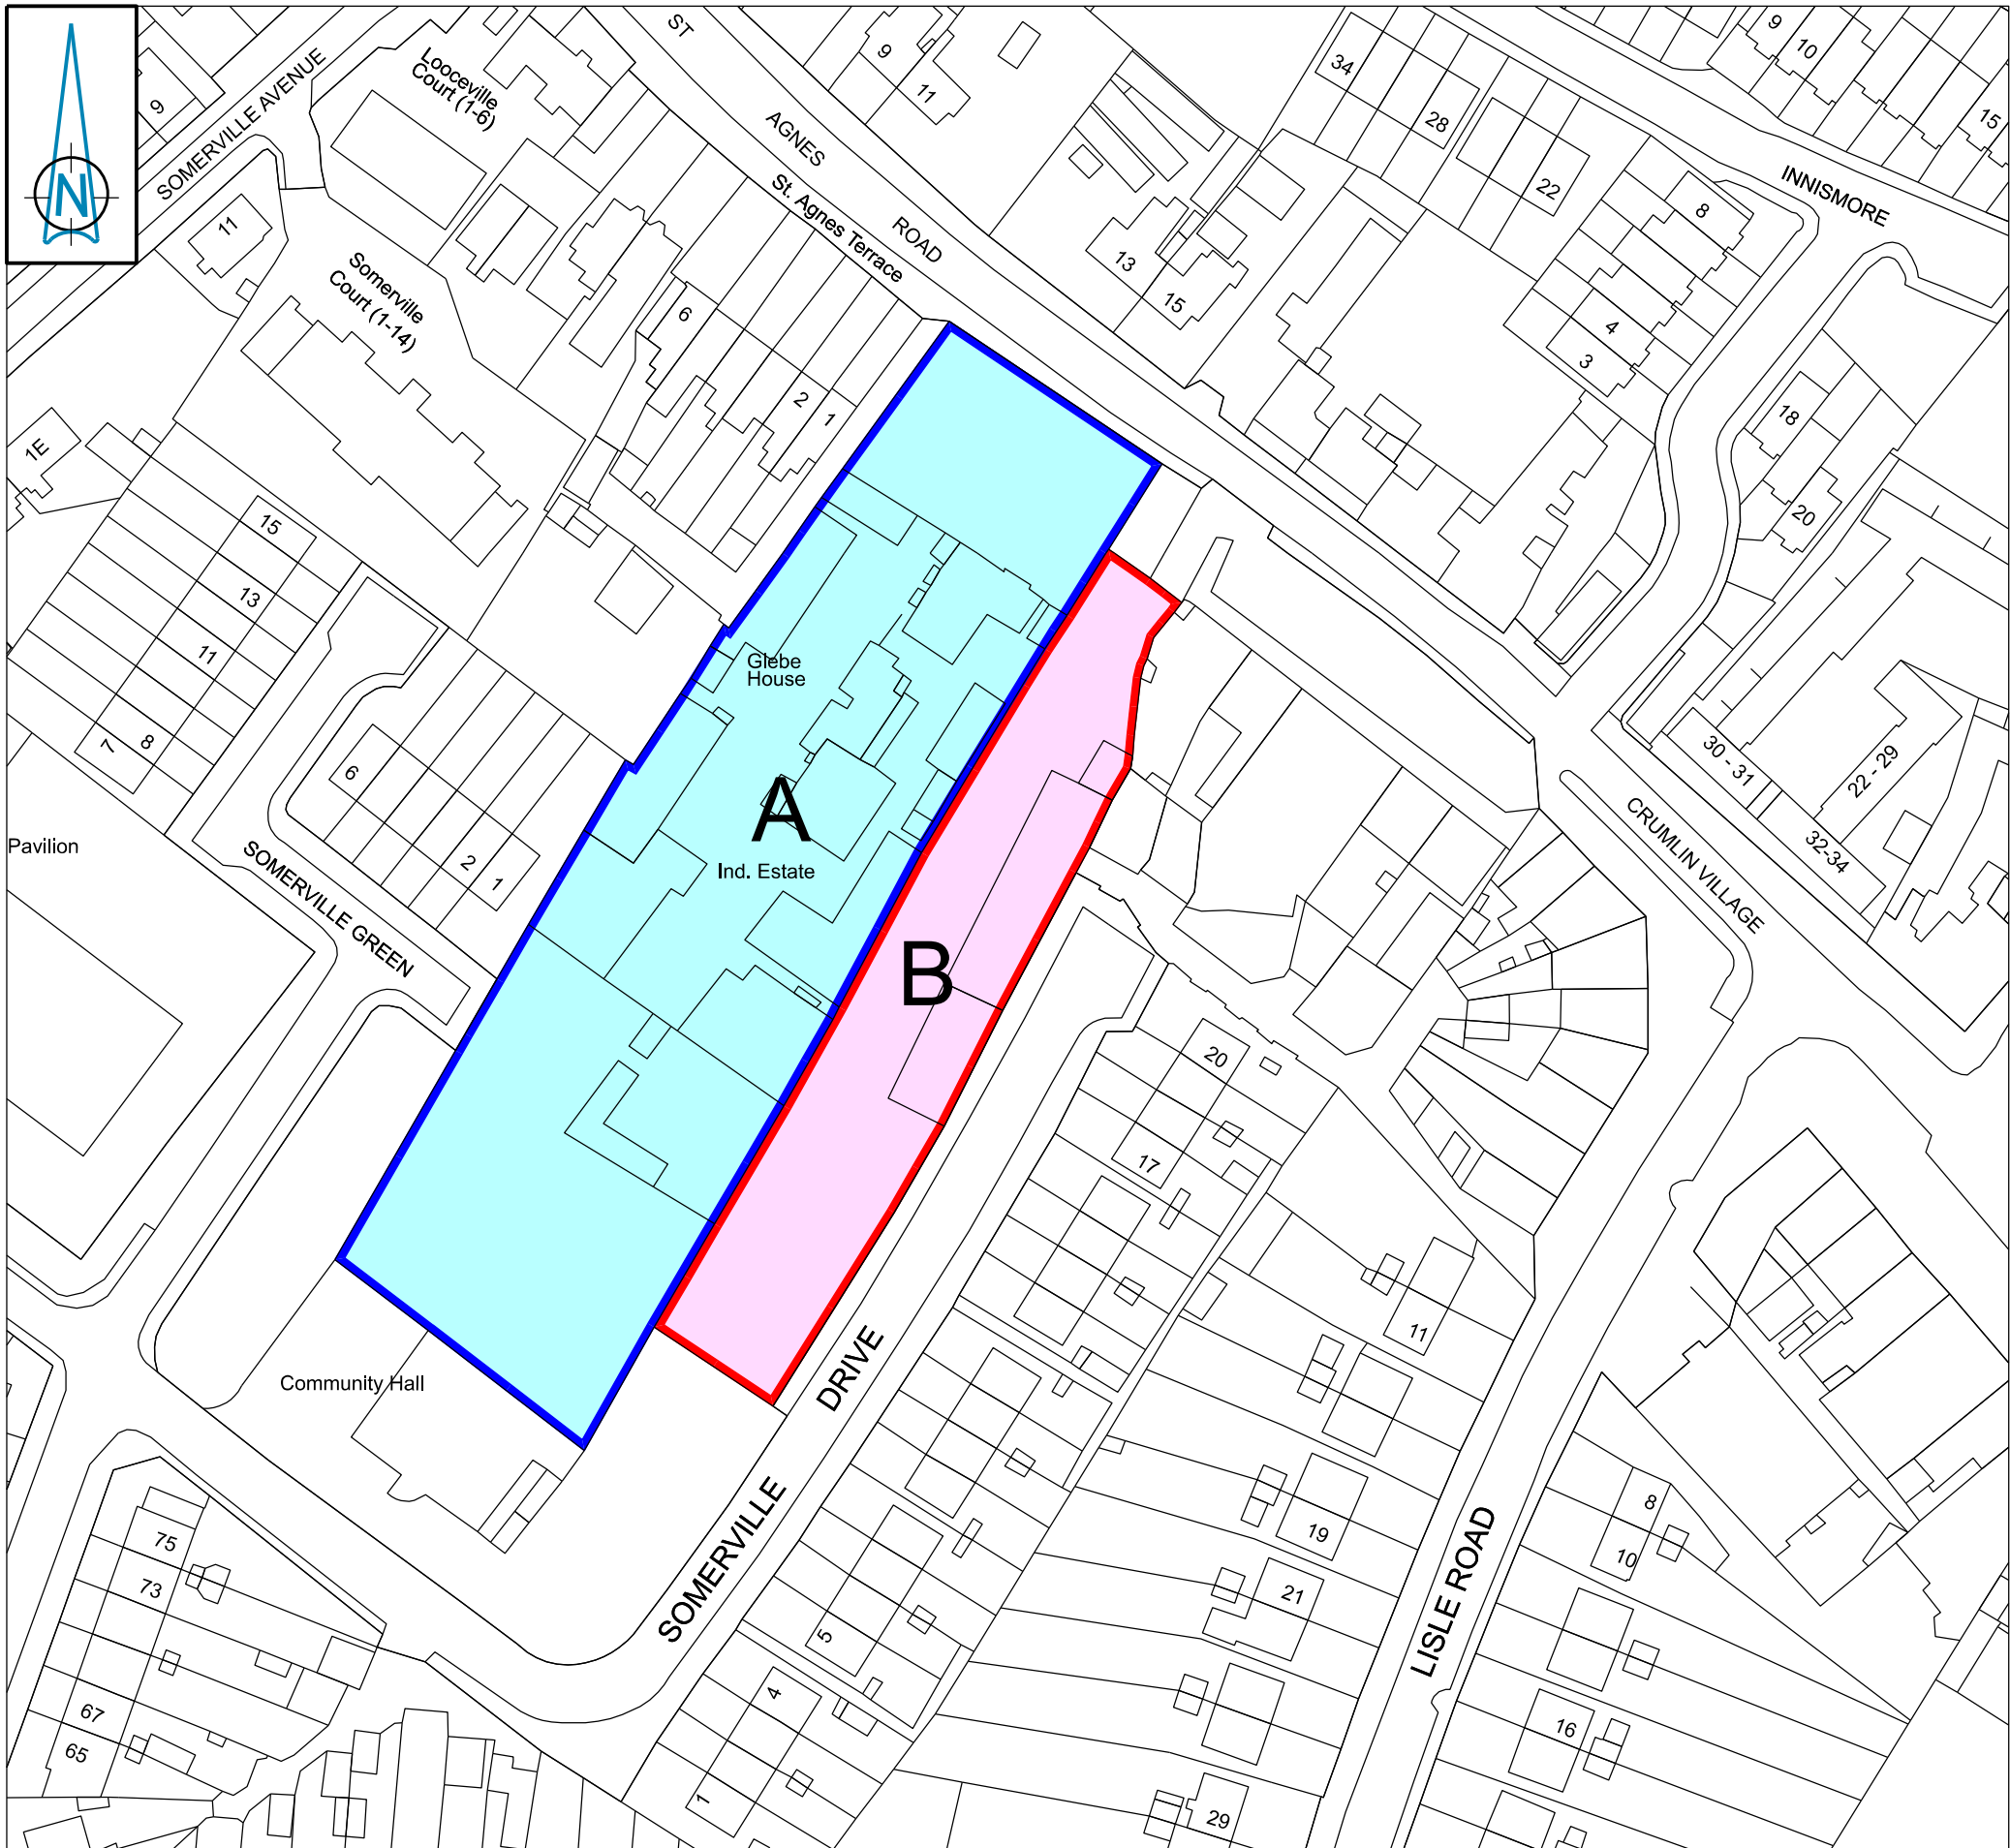 N
9
SOMERVILLE AVENUE
Looceville
Court (1-6)
ST
AGNES
ROAD
St. Agnes Terrace
9
11
34
28
22
9
10
15
INNISMORE
8
4
3
13
15
11
Somerville
Court (1-14)
6
2
1
1E
18
20
15
13
11
8
7
6
2
1
Glebe
House
A
Ind. Estate
B
Pavilion
SOMERVILLE GREEN
30 - 31
22 - 29
32-34
CRUMLIN VILLAGE
20
17
11
Community Hall
SOMERVILLE
DRIVE
19
21
LISLE ROAD
8
10
16
75
73
67
65
5
4
1
29